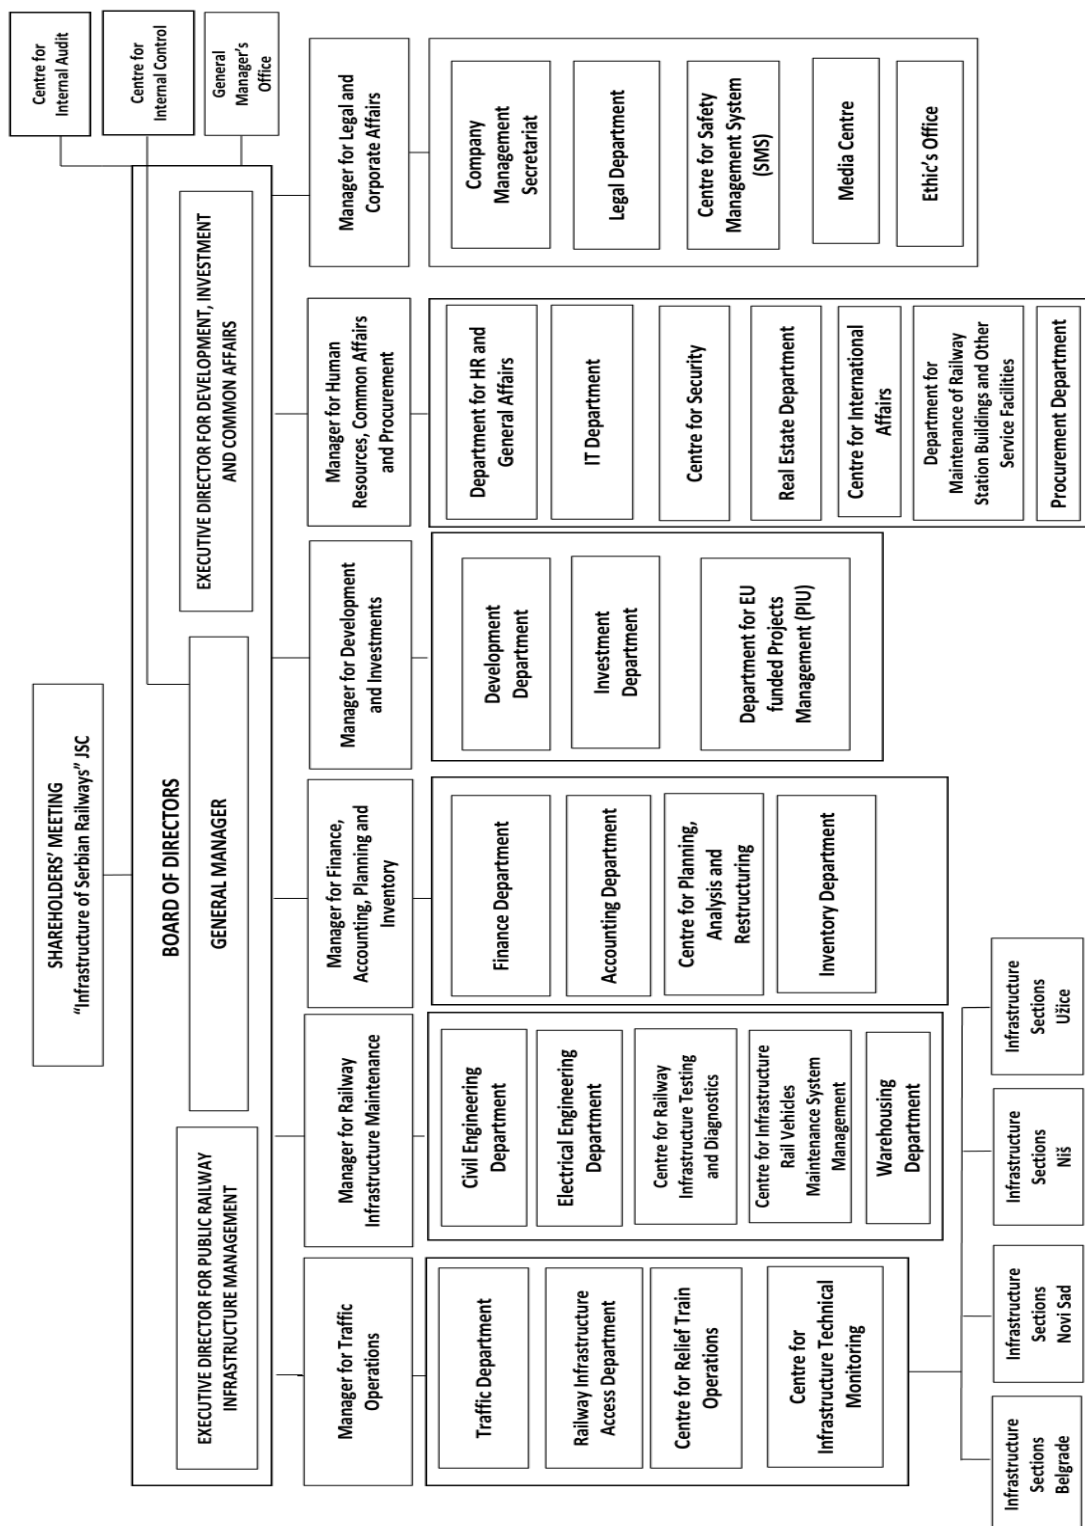 SHAREHOLDERS' MEETING
"Infrastructure of Serbian Railways" JSC
Centre for
Internal Audit
Centre for
Internal Control
General
Manager's
Office
BOARD OF DIRECTORS
EXECUTIVE DIRECTOR FOR PUBLIC RAILWAY
INFRASTRUCTURE MANAGEMENT
GENERAL MANAGER
EXECUTIVE DIRECTOR FOR DEVELOPMENT, INVESTMENT
AND COMMON AFFAIRS
Manager for Traffic
Operations
Traffic Department
Railway Infrastructure
Access Department
Centre for Relief Train
Operations
Centre for
Infrastructure Technical
Monitoring
Manager for Railway
Infrastructure Maintenance
Civil Engineering
Department
Electrical Engineering
Department
Centre for Railway
Infrastructure Testing
and Diagnostics
Centre for Infrastructure
Rail Vehicles
Maintenance System
Management
Warehousing
Department
Manager for Finance,
Accounting, Planning and
Inventory
Finance Department
Accounting Department
Centre for Planning,
Analysis and
Restructuring
Inventory Department
Manager for Development
and Investments
Development
Department
Investment
Department
Department for EU
funded Projects
Management (PIU)
Manager for Human
Resources, Common Affairs
and Procurement
Department for HR and
General Affairs
IT Department
Centre for Security
Real Estate Department
Centre for International
Affairs
Department for
Maintenance of Railway
Station Buildings and Other
Service Facilities
Procurement Department
Manager for Legal and
Corporate Affairs
Company
Management
Secretariat
Legal Department
Centre for Safety
Management System
(SMS)
Media Centre
Ethic's Office
Infrastructure
Sections
Belgrade
Infrastructure
Sections
Novi Sad
Infrastructure
Sections
Niš
Infrastructure
Sections
Užice